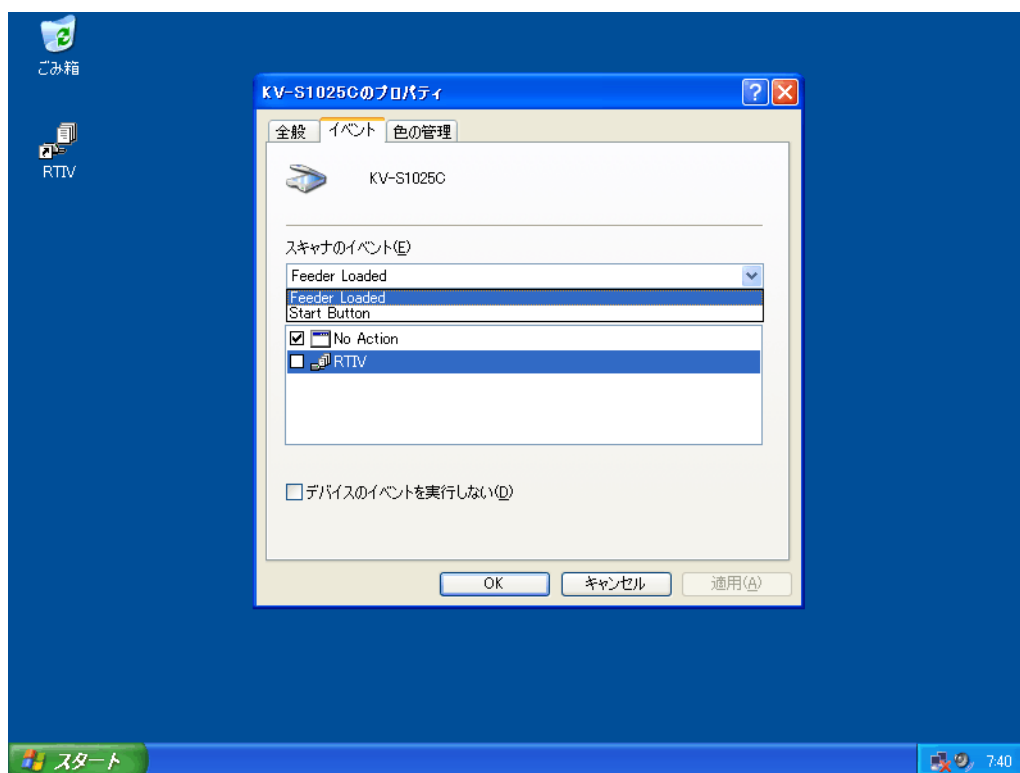 ごみ箱
RTIV
KV-S1025Cのプロパティ
全般
イベント
色の管理
KV-S1025C
スキャナのイベント(E)
Feeder Loaded
Feeder Loaded
Start Button
No Action
RTIV
デバイスのイベントを実行しない(D)
OK
キャンセル
適用(A)
スタート
7:40